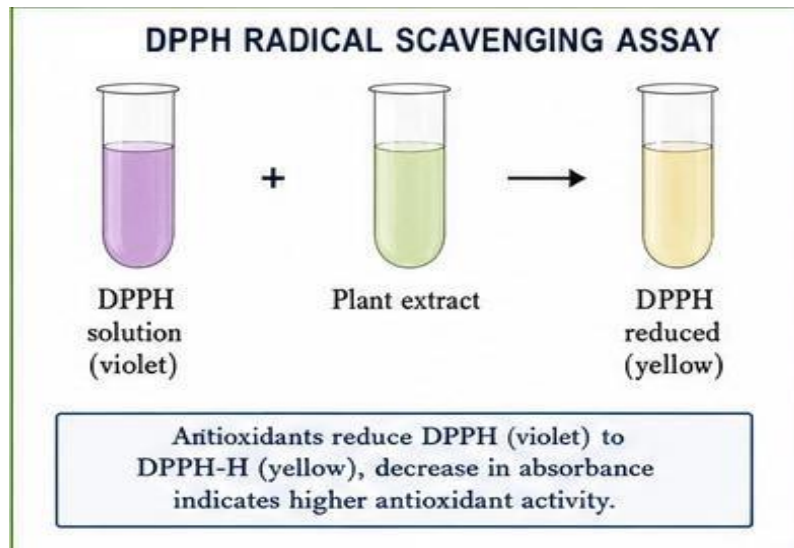 DPPH RADICAL SCAVENGING ASSAY
+
DPPH
solution
(violet)
Plant extract
DPPH
reduced
(yellow)
Antioxidants reduce DPPH (violet) to
DPPH-H (yellow), decrease in absorbance
indicates higher antioxidant activity.